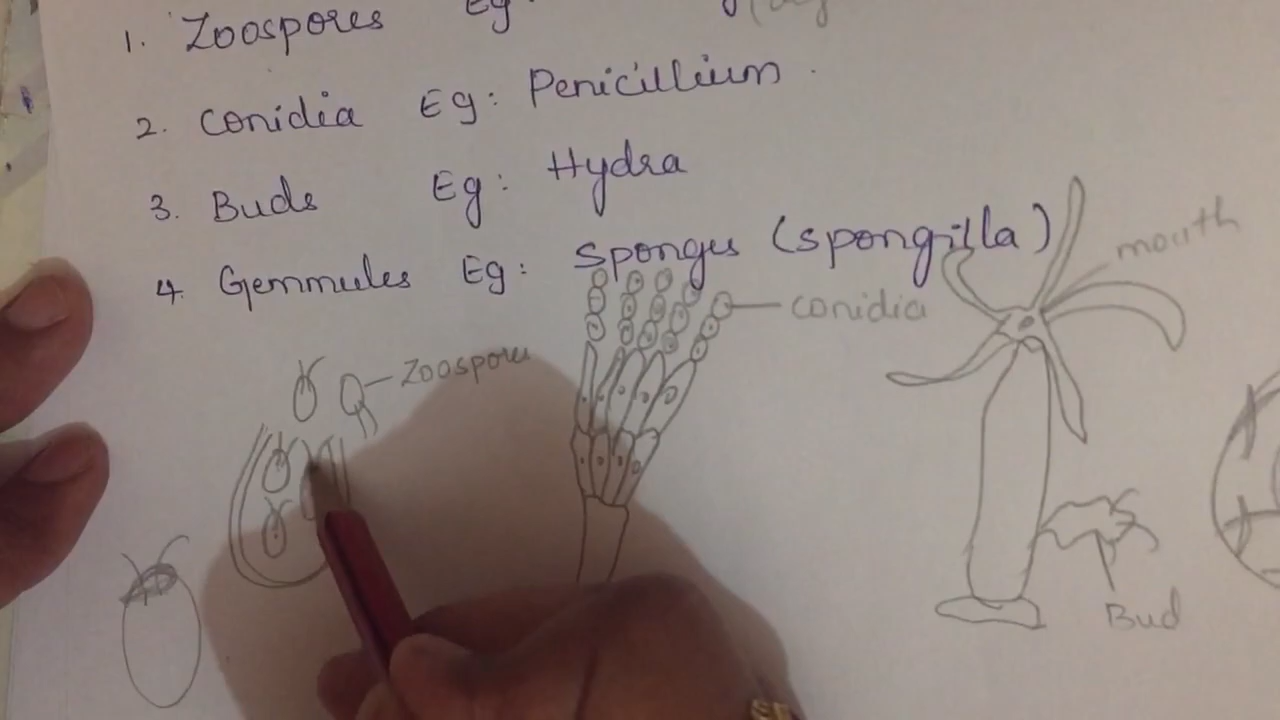 1. Zoospores Eg:
2. Conidia Eg: Penicillium.
3. Buds Eg: Hydra
4. Gemmules Eg: Sponges (spongilla)
mouth
conidia
Zoospores
Bud